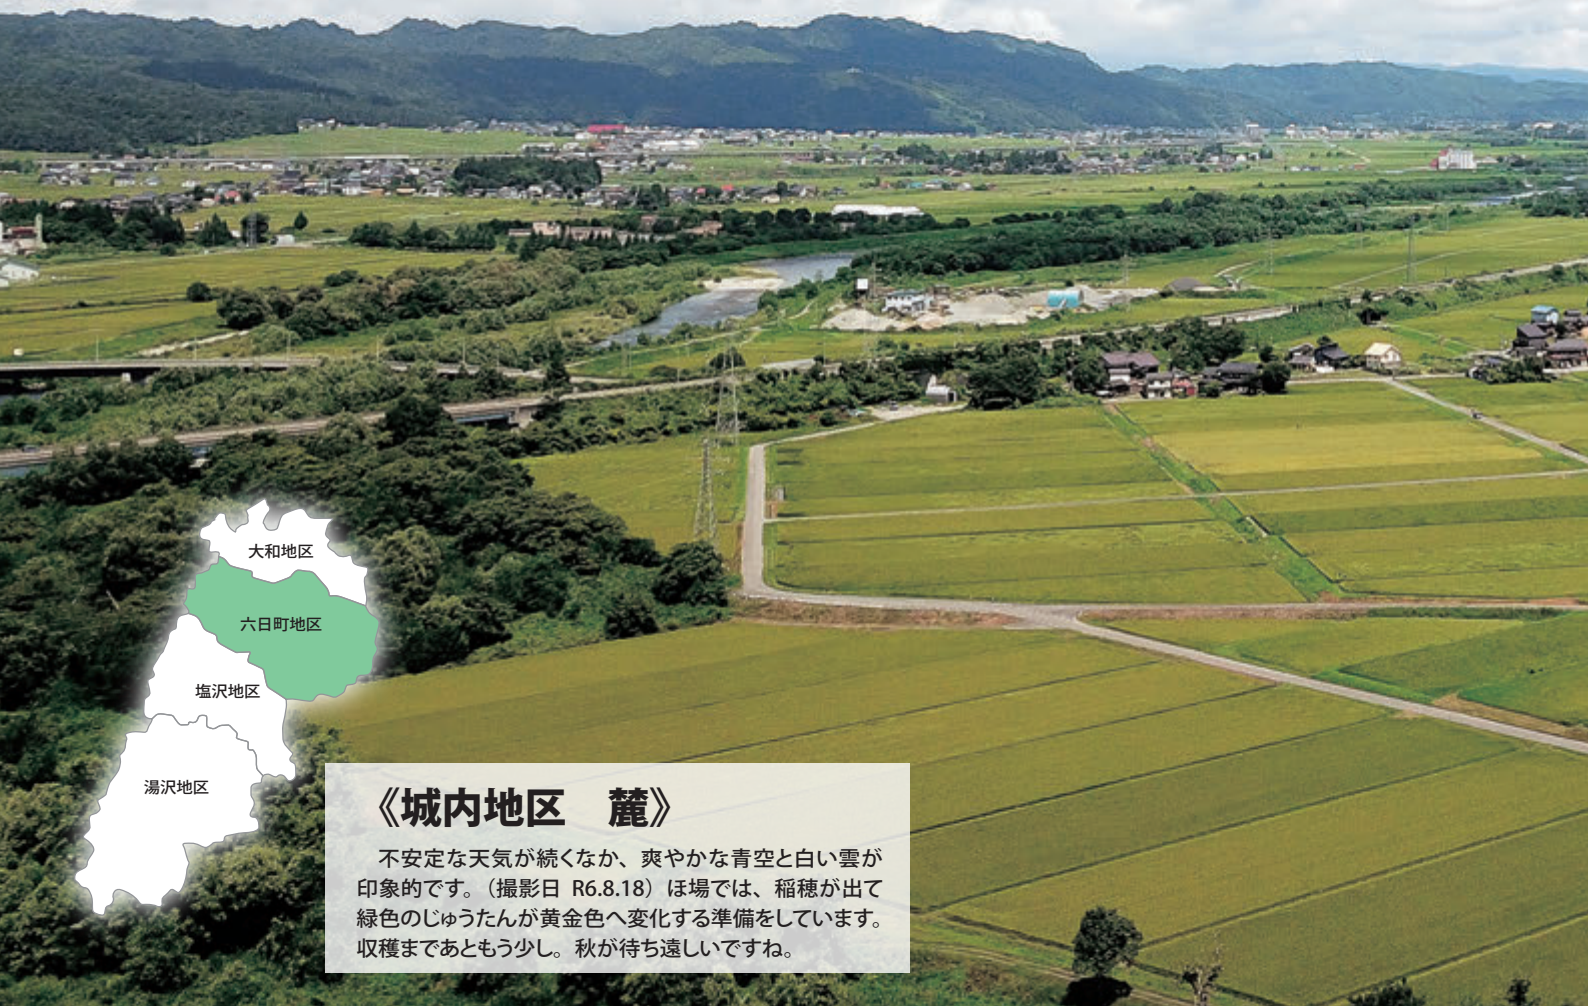 大和地区
六日町地区
塩沢地区
湯沢地区
《城内地区　麓》
不安定な天気が続くなか、爽やかな青空と白い雲が
印象的です。（撮影日 R6.8.18）ほ場では、稲穂が出て
緑色のじゅうたんが黄金色へ変化する準備をしています。
収穫まであともう少し。秋が待ち遠しいですね。